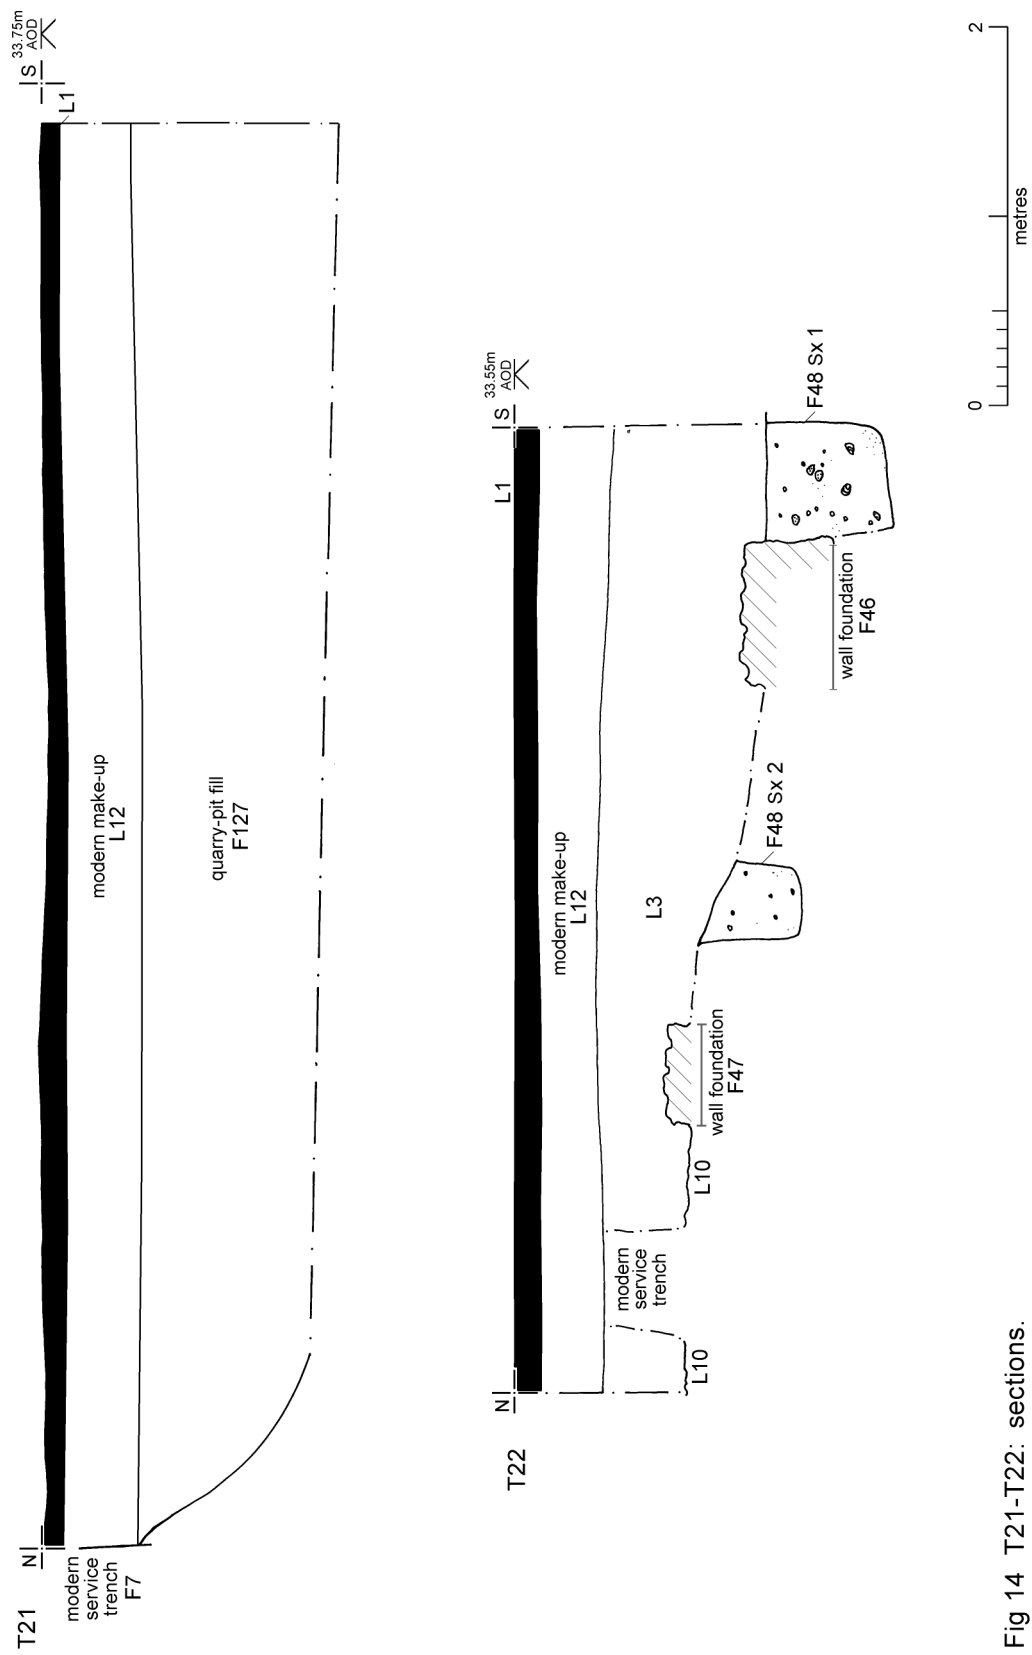 T21
N
S
33.75m
AOD
L1
modern
service
trench
F7
modern make-up
L12
quarry-pit fill
F127
T22
N
L1
S
33.55m
AOD
modern make-up
L12
L3
modern
service
trench
L10
L10
wall foundation
F47
F48 Sx 2
wall foundation
F46
F48 Sx 1
0
2
metres
Fig 14 T21-T22: sections.